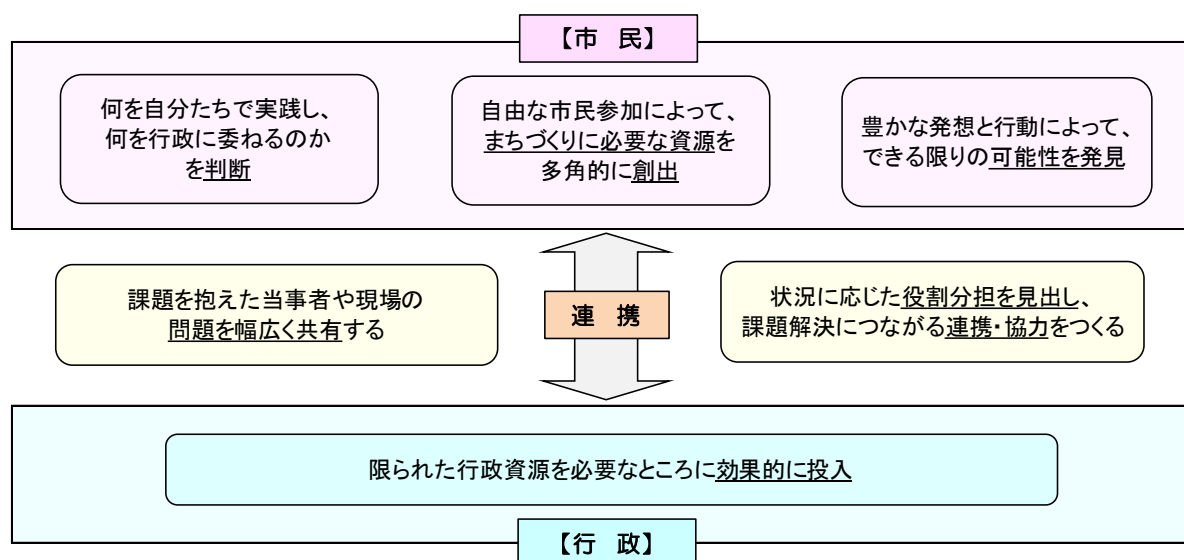 【市 民】
何を自分たちで実践し、
何を行政に委ねるのか
を判断
自由な市民参加によって、
まちづくりに必要な資源を
多角的に創出
豊かな発想と行動によって、
できる限りの可能性を発見
課題を抱えた当事者や現場の
問題を幅広く共有する
連 携
状況に応じた役割分担を見出し、
課題解決につながる連携・協力をつくる
限られた行政資源を必要なところに効果的に投入
【行 政】